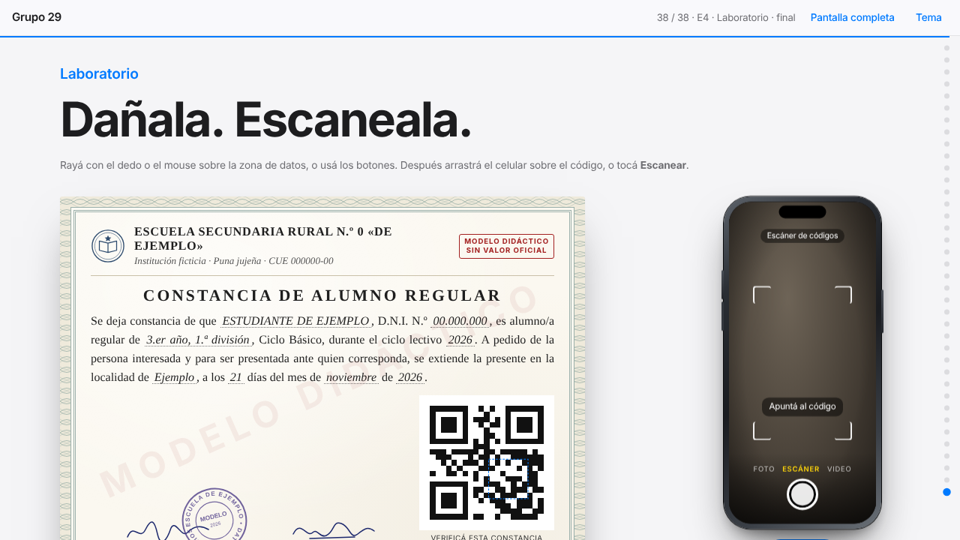 Grupo 29
38 / 38 · E4 · Laboratorio · final
Pantalla completa
Tema
Laboratorio
Dañala. Escaneala.
Rayá con el dedo o el mouse sobre la zona de datos, o usá los botones. Después arrastrá el celular sobre el código, o tocá Escanear.
ESCUELA SECUNDARIA RURAL N.º 0 «DE
EJEMPLO»
Institución ficticia · Puna jujeña · CUE 000000-00
MODELO DIDÁCTICO
SIN VALOR OFICIAL
CONSTANCIA DE ALUMNO REGULAR
Se deja constancia de que ESTUDIANTE DE EJEMPLO, D.N.I. N.º 00.000.000, es alumno/a
regular de 3.er año, 1.ª división, Ciclo Básico, durante el ciclo lectivo 2026. A pedido de la
persona interesada y para ser presentada ante quien corresponda, se extiende la presente en la
localidad de Ejemplo, a los 21 días del mes de noviembre de 2026.
MODELO DIDÁCTICO
ESCUELA DE EJEMPLO
MODELO
2026
VERIFICÁ ESTA CONSTANCIA
Escáner de códigos
Apuntá al código
FOTO ESCÁNER VIDEO